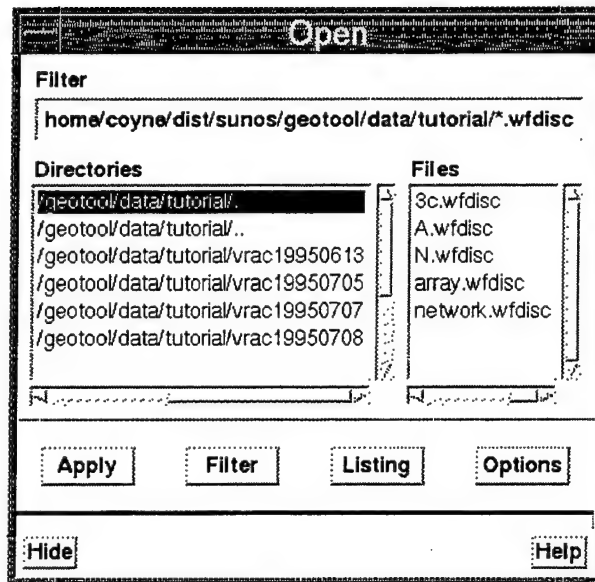 Open
Filter
home/coyne/dist/sunos/geotool/data/tutorial/*.wfdisc
Directories
/geotool/data/tutorial/.
/geotool/data/tutorial/..
/geotool/data/tutorial/vrac19950613
/geotool/data/tutorial/vrac19950705
/geotool/data/tutorial/vrac19950707
/geotool/data/tutorial/vrac19950708
Files
3c.wfdisc
A.wfdisc
N.wfdisc
array.wfdisc
network.wfdisc
Apply
Filter
Listing
Options
Hide
Help